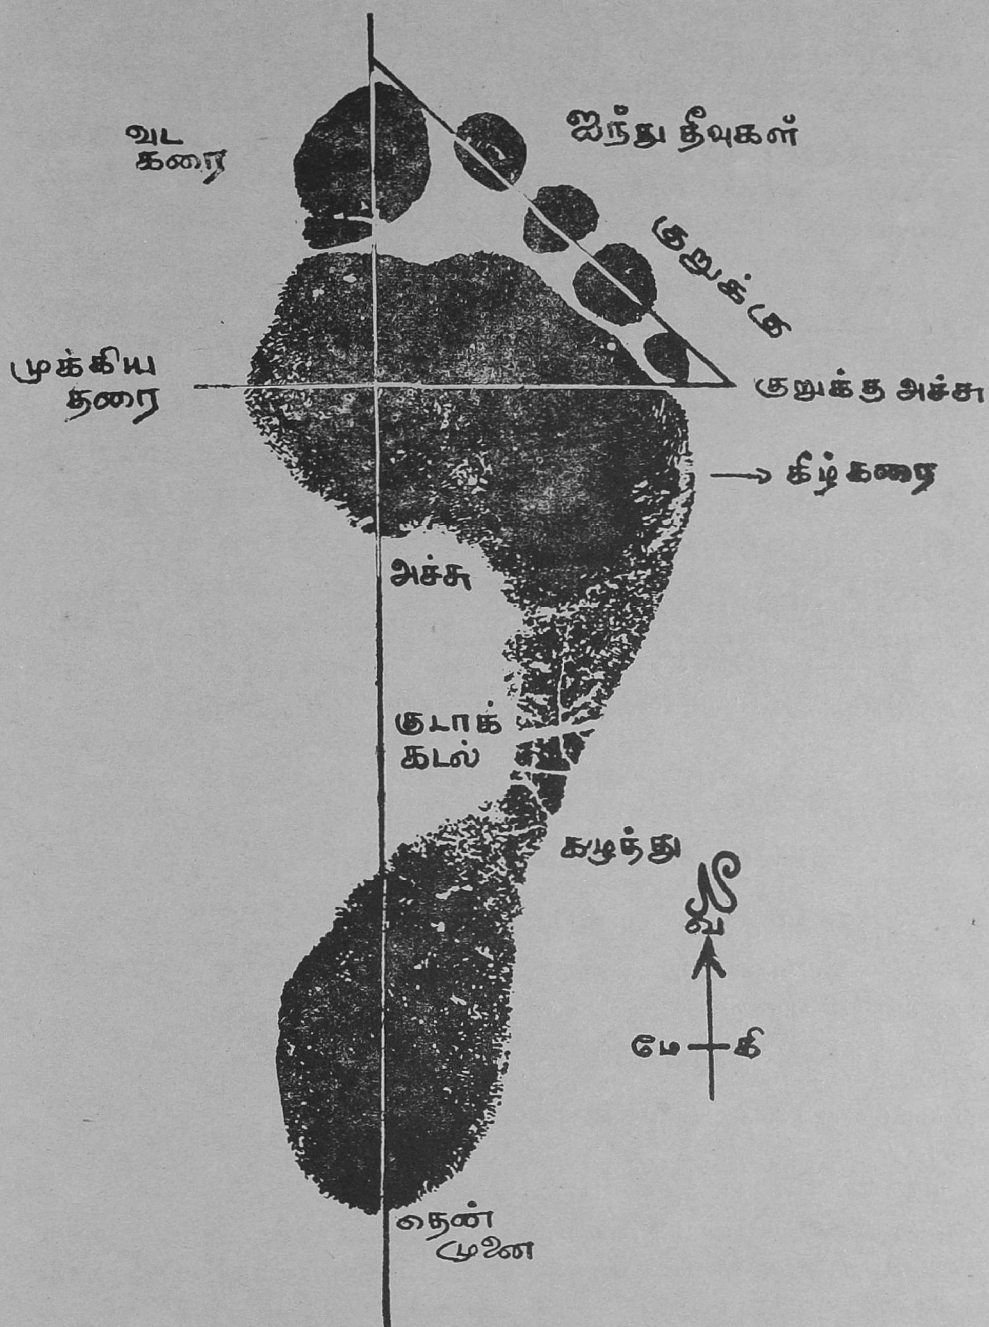 வட
கரை
ஐந்து தீவுகள்
குறுக்கு
முக்கிய
தரை
குறுக்த அச்சு
கீழ்கரை
அச்சு
குடாக்
கடல்
கழுத்து
வ
மே
கி
தென்
முனை